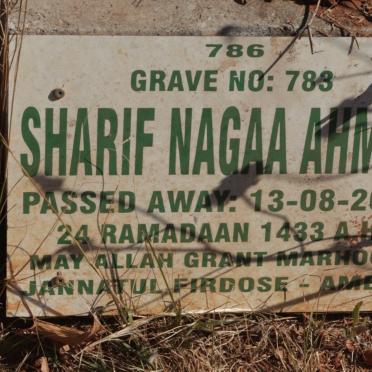 786
GRAVE NO: 783
SHARIF NAGAA AHM
PASSED AWAY: 13-08-20
24 RAMADAAN 1433 A.H
MAY ALLAH GRANT MARHOO
JANNATUL FIRDOSE - AME